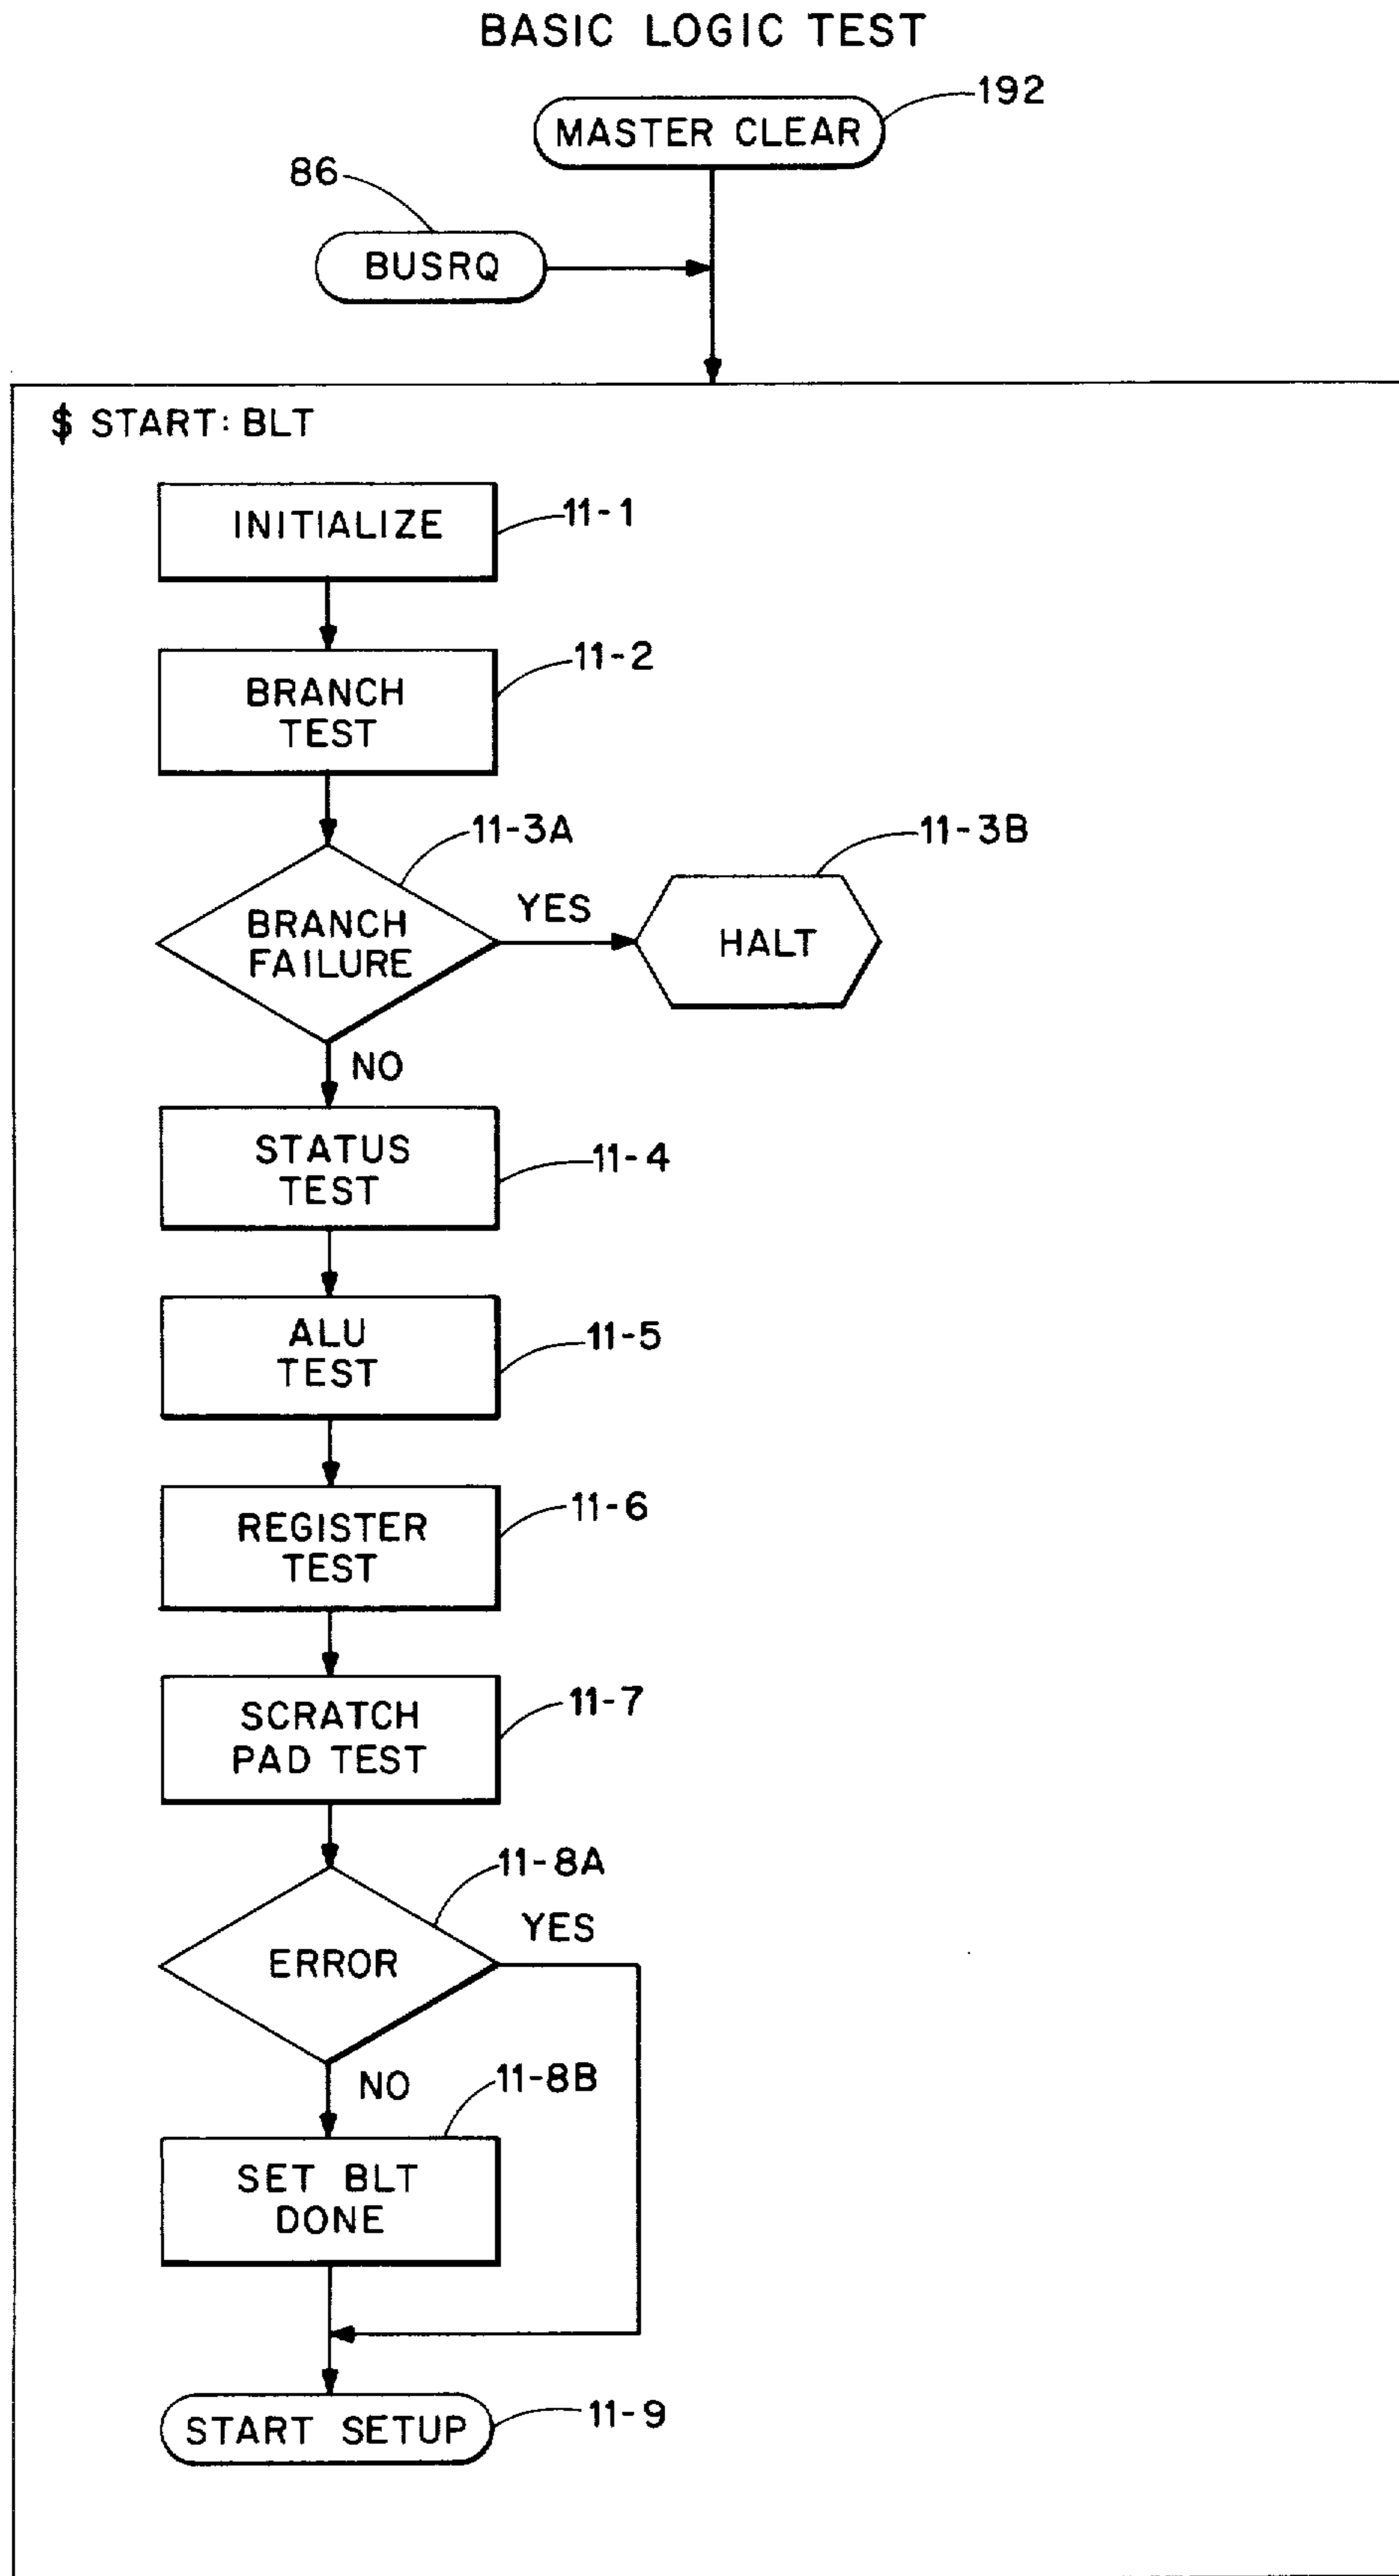 BASIC LOGIC TEST
MASTER CLEAR
192
86
BUSRQ
$ START: BLT
INITIALIZE
11-1
BRANCH
TEST
11-2
BRANCH
FAILURE
11-3A
YES
HALT
11-3B
NO
STATUS
TEST
11-4
ALU
TEST
11-5
REGISTER
TEST
11-6
SCRATCH
PAD TEST
11-7
ERROR
11-8A
YES
NO
SET BLT
DONE
11-8B
START SETUP
11-9